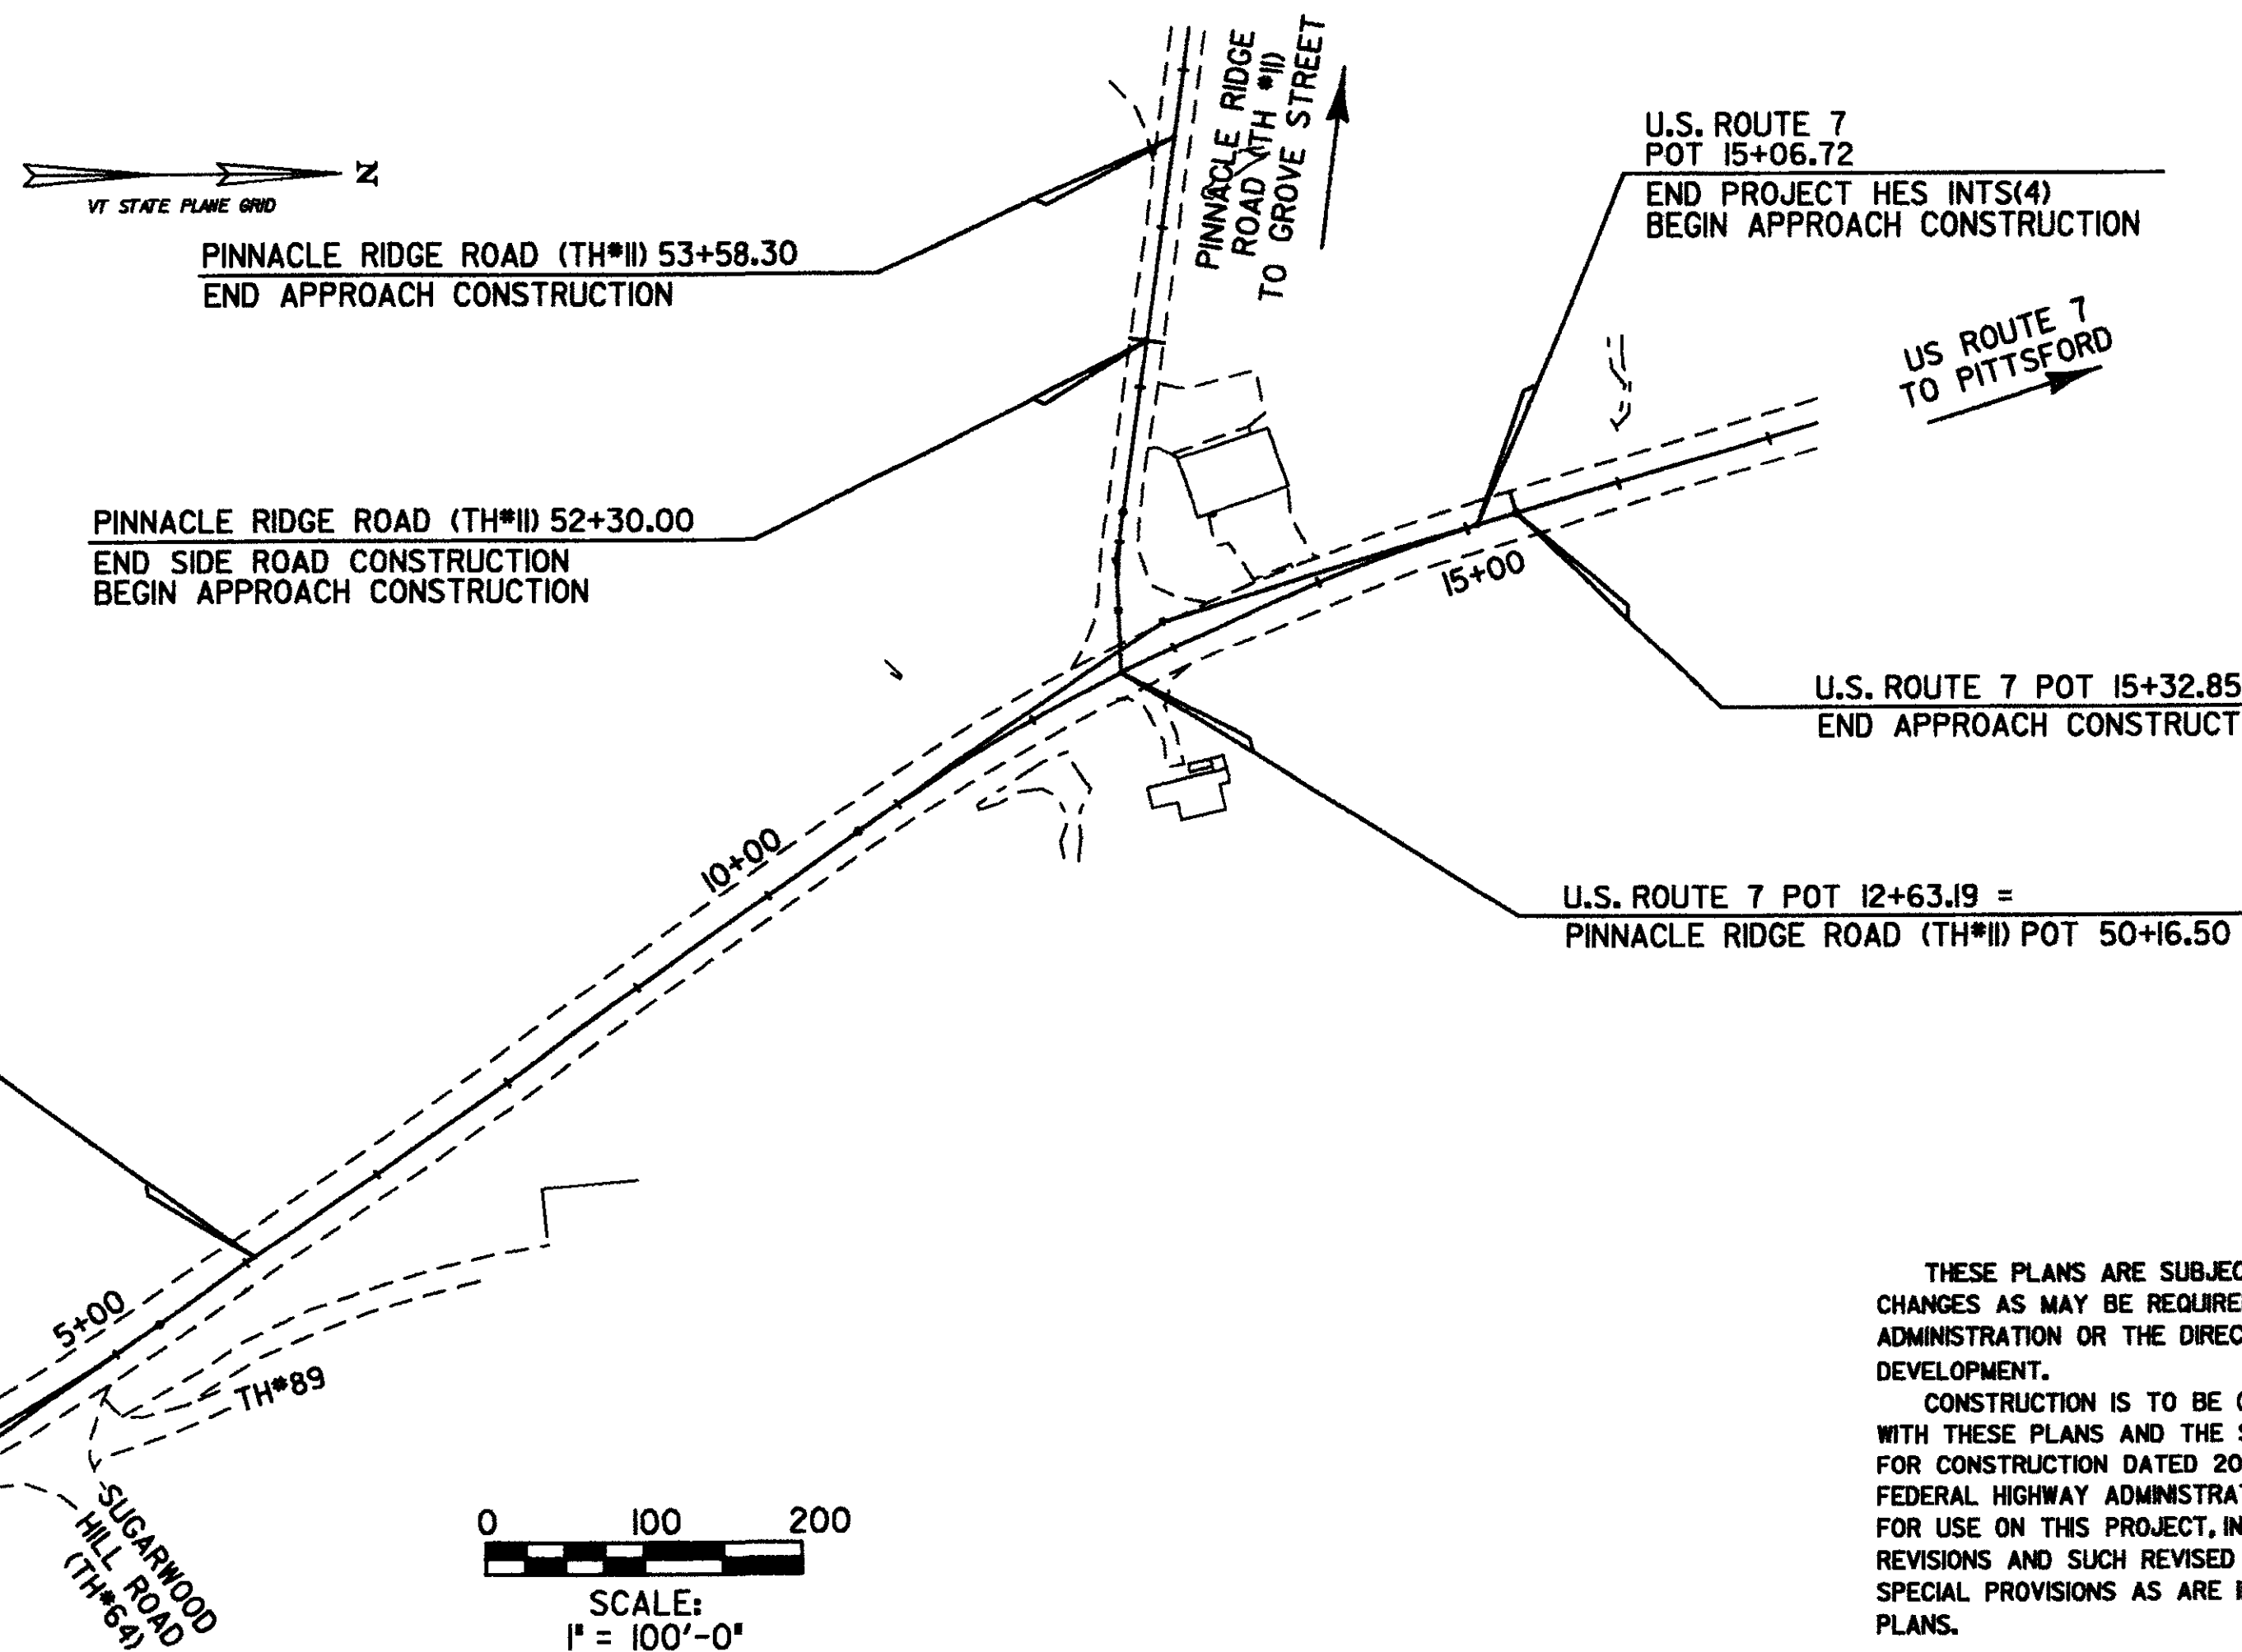 N
VT STATE PLANE GRID
PINNACLE RIDGE ROAD (TH#11) 53+58.30
END APPROACH CONSTRUCTION
PINNACLE RIDGE
ROAD (TH #11)
TO GROVE STREET
U.S. ROUTE 7
POT 15+06.72
END PROJECT HES INTS(4)
BEGIN APPROACH CONSTRUCTION
US ROUTE 7
TO PITTSFORD
PINNACLE RIDGE ROAD (TH#11) 52+30.00
END SIDE ROAD CONSTRUCTION
BEGIN APPROACH CONSTRUCTION
15+00
U.S. ROUTE 7 POT 15+32.85
END APPROACH CONSTRUCT
10+00
U.S. ROUTE 7 POT 12+63.19 =
PINNACLE RIDGE ROAD (TH#11) POT 50+16.50
5+00
TH#89
SUGARWOOD
HILL ROAD
(TH#64)
0 100 200
SCALE:
1" = 100'-0"
THESE PLANS ARE SUBJEC
CHANGES AS MAY BE REQUIRE
ADMINISTRATION OR THE DIREC
DEVELOPMENT.
CONSTRUCTION IS TO BE
WITH THESE PLANS AND THE
FOR CONSTRUCTION DATED 20
FEDERAL HIGHWAY ADMINISTRAT
FOR USE ON THIS PROJECT, IN
REVISIONS AND SUCH REVISED
SPECIAL PROVISIONS AS ARE
PLANS.